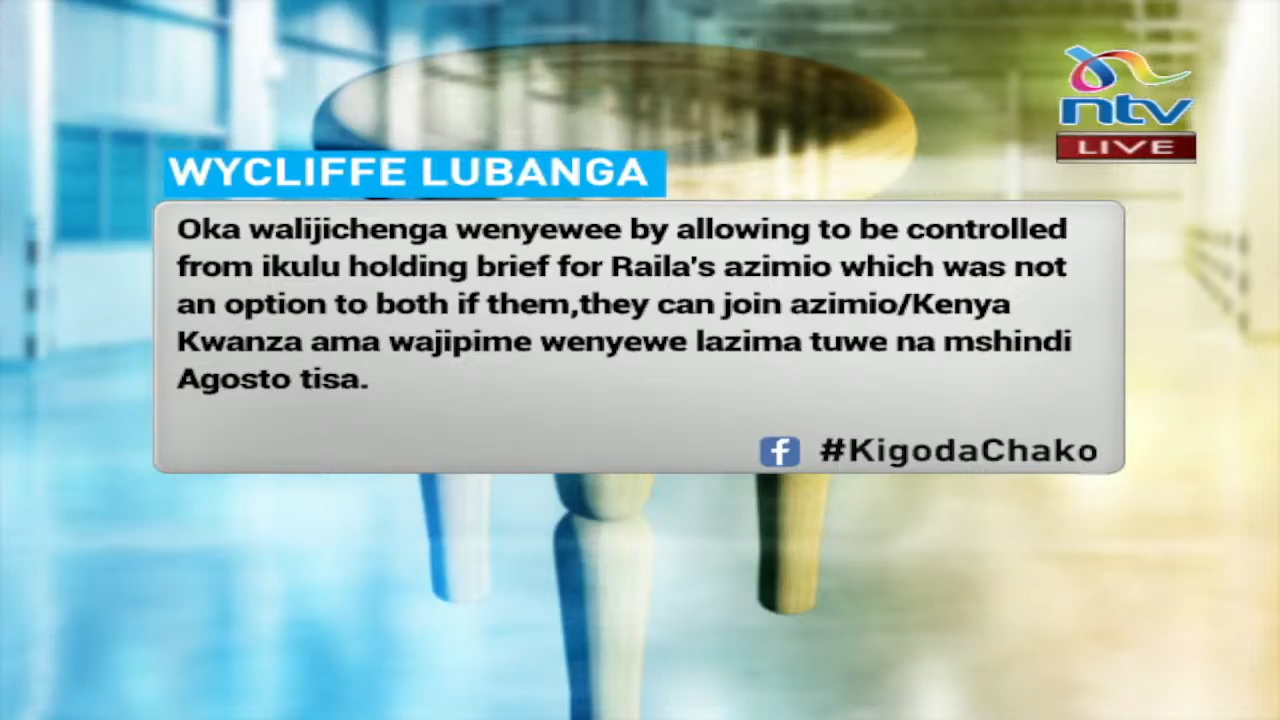 ntv
LIVE
WYCLIFFE LUBANGA
Oka walijichenga wenyewee by allowing to be controlled
from ikulu holding brief for Raila's azimio which was not
an option to both if them,they can join azimio/Kenya
Kwanza ama wajipime wenyewe lazima tuwe na mshindi
Agosto tisa.
f #KigodaChako